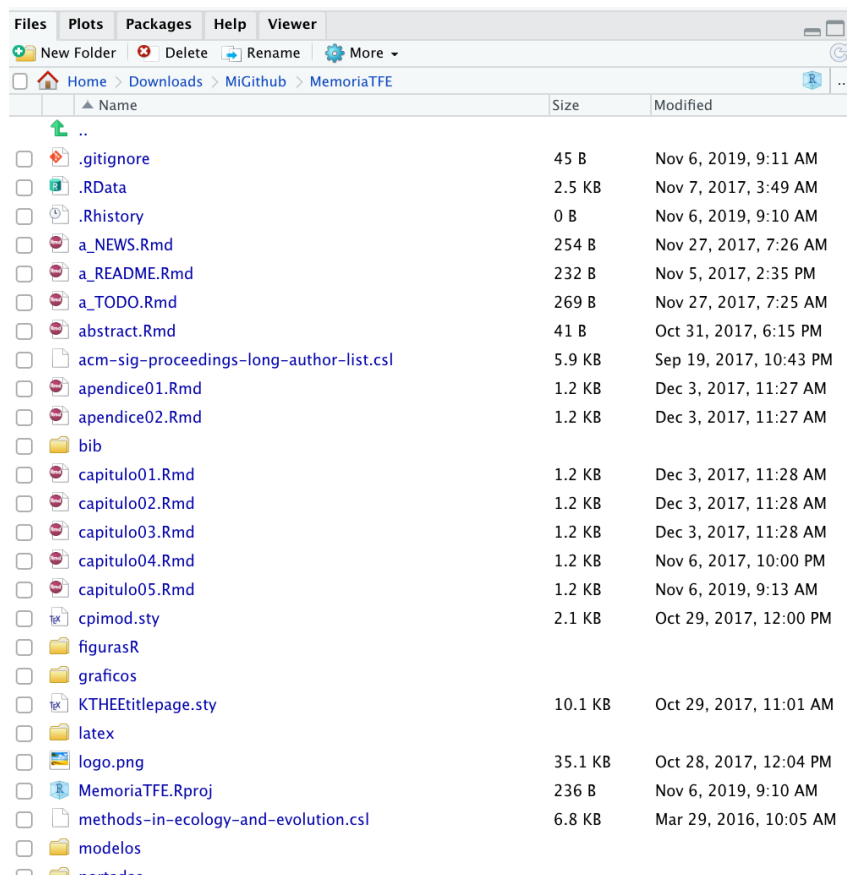 Files Plots Packages Help Viewer
New Folder Delete Rename More
Home > Downloads > MiGithub > MemoriaTFE ..
Name Size Modified
..
.gitignore 45 B Nov 6, 2019, 9:11 AM
.RData 2.5 KB Nov 7, 2017, 3:49 AM
.Rhistory 0 B Nov 6, 2019, 9:10 AM
a_NEWS.Rmd 254 B Nov 27, 2017, 7:26 AM
a_README.Rmd 232 B Nov 5, 2017, 2:35 PM
a_TODO.Rmd 269 B Nov 27, 2017, 7:25 AM
abstract.Rmd 41 B Oct 31, 2017, 6:15 PM
acm-sig-proceedings-long-author-list.csl 5.9 KB Sep 19, 2017, 10:43 PM
apendice01.Rmd 1.2 KB Dec 3, 2017, 11:27 AM
apendice02.Rmd 1.2 KB Dec 3, 2017, 11:27 AM
bib
capitulo01.Rmd 1.2 KB Dec 3, 2017, 11:28 AM
capitulo02.Rmd 1.2 KB Dec 3, 2017, 11:28 AM
capitulo03.Rmd 1.2 KB Dec 3, 2017, 11:28 AM
capitulo04.Rmd 1.2 KB Nov 6, 2017, 10:00 PM
capitulo05.Rmd 1.2 KB Nov 6, 2019, 9:13 AM
cpimod.sty 2.1 KB Oct 29, 2017, 12:00 PM
figurasR
graficos
KTHEEtitlepage.sty 10.1 KB Oct 29, 2017, 11:01 AM
latex
logo.png 35.1 KB Oct 28, 2017, 12:04 PM
MemoriaTFE.Rproj 236 B Nov 6, 2019, 9:10 AM
methods-in-ecology-and-evolution.csl 6.8 KB Mar 29, 2016, 10:05 AM
modelos